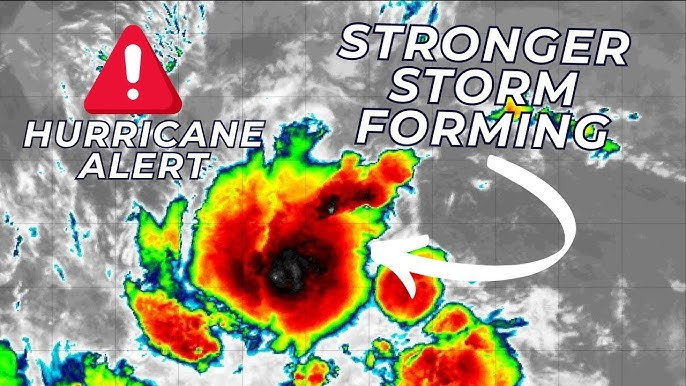 !
HURRICANE
ALERT
STRONGER
STORM
FORMING